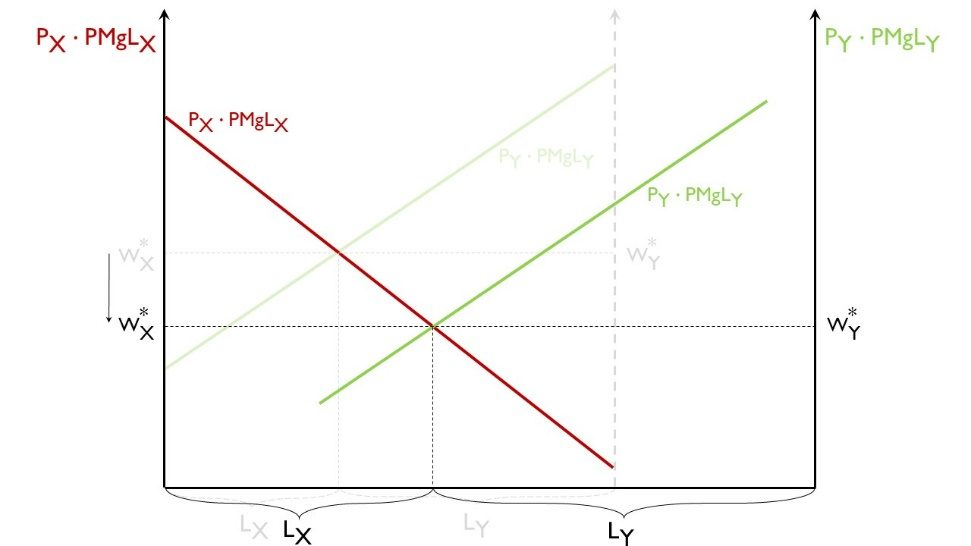 P_X · PMgL_X
P_Y · PMgL_Y
P_X · PMgL_X
P_Y · PMgL_Y
P_Y · PMgL_Y
W*_X
W*_Y
W*_X
W*_Y
L_X
L_X
L_Y
L_Y